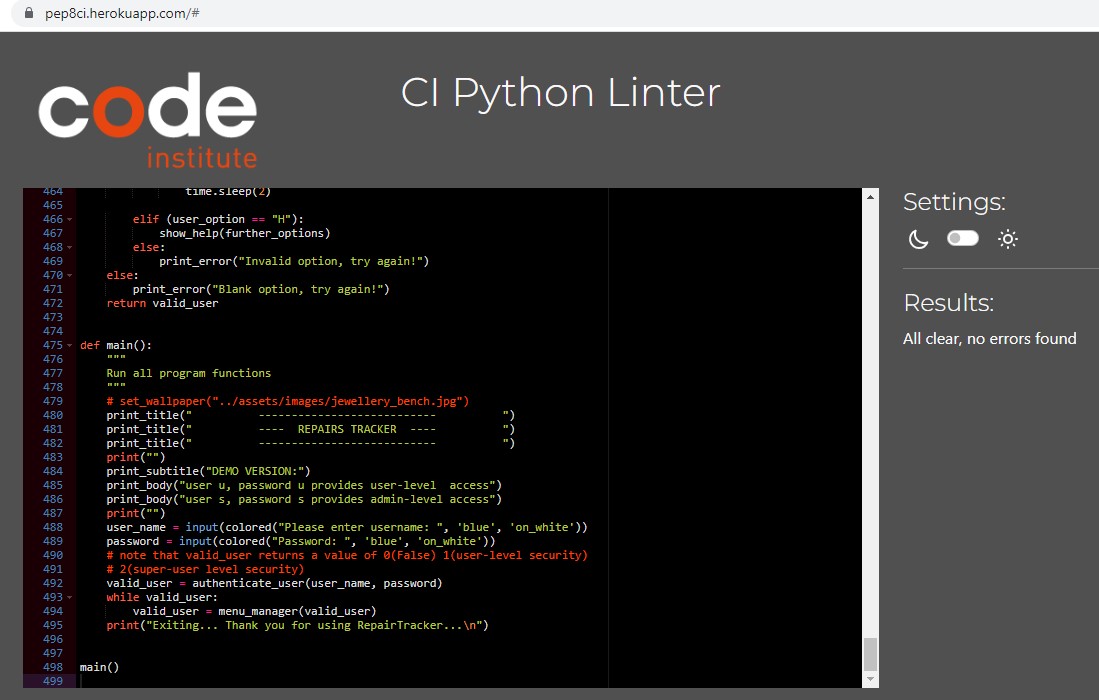 pep8ci.herokuapp.com/#
code
institute
CI Python Linter
464 time.sleep(2)
465
466 elif (user_option == "H"):
467 show_help(further_options)
468 else:
469 print_error("Invalid option, try again!")
470 else:
471 print_error("Blank option, try again!")
472 return valid_user
473
474
475 def main():
476 """
477 Run all program functions
478 """
479 # set_wallpaper("../assets/images/jewellery_bench.jpg")
480 print_title("          ---------------------------          ")
481 print_title("          ----  REPAIRS TRACKER  ----          ")
482 print_title("          ---------------------------          ")
483 print("")
484 print_subtitle("DEMO VERSION:")
485 print_body("user u, password u provides user-level  access")
486 print_body("user s, password s provides admin-level access")
487 print("")
488 user_name = input(colored("Please enter username: ", 'blue', 'on_white'))
489 password = input(colored("Password: ", 'blue', 'on_white'))
490 # note that valid_user returns a value of 0(False) 1(user-level security)
491 # 2(super-user level security)
492 valid_user = authenticate_user(user_name, password)
493 while valid_user:
494 valid_user = menu_manager(valid_user)
495 print("Exiting... Thank you for using RepairTracker...\n")
496
497
498 main()
499
Settings:
Results:
All clear, no errors found